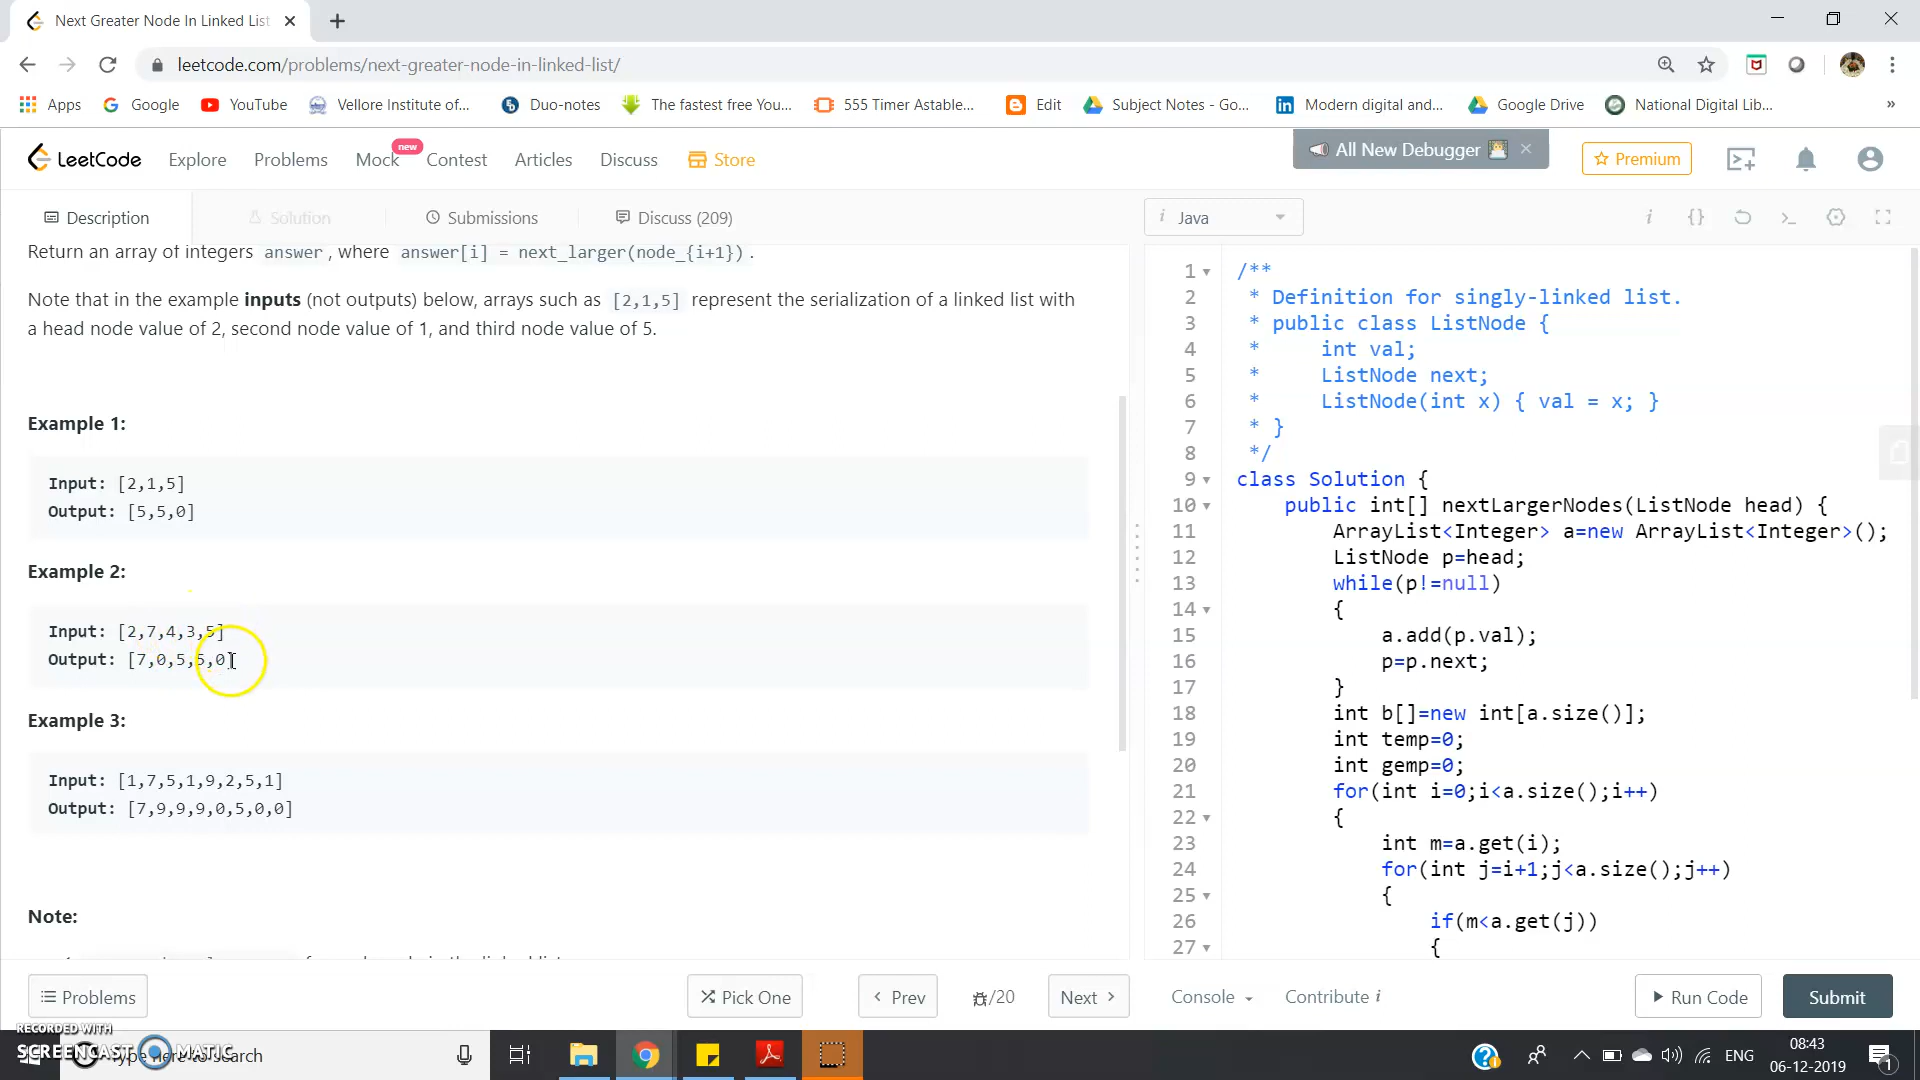 Next Greater Node In Linked List
leetcode.com/problems/next-greater-node-in-linked-list/
Apps Google YouTube Vellore Institute of... Duo-notes The fastest free You... 555 Timer Astable... Edit Subject Notes - Go... Modern digital and... Google Drive National Digital Lib... »
LeetCode Explore Problems Mock new Contest Articles Discuss Store All New Debugger Premium
Description Solution Submissions Discuss (209)
Return an array of integers answer, where answer[i] = next_larger(node_{i+1}).
Note that in the example inputs (not outputs) below, arrays such as [2,1,5] represent the serialization of a linked list with
a head node value of 2, second node value of 1, and third node value of 5.
Example 1:
Input: [2,1,5]
Output: [5,5,0]
Example 2:
Input: [2,7,4,3,5]
Output: [7,0,5,5,0]
Example 3:
Input: [1,7,5,1,9,2,5,1]
Output: [7,9,9,9,0,5,0,0]
Note:
i Java
1 /**
2 * Definition for singly-linked list.
3 * public class ListNode {
4 * int val;
5 * ListNode next;
6 * ListNode(int x) { val = x; }
7 * }
8 */
9 class Solution {
10 public int[] nextLargerNodes(ListNode head) {
11 ArrayList<Integer> a=new ArrayList<Integer>();
12 ListNode p=head;
13 while(p!=null)
14 {
15 a.add(p.val);
16 p=p.next;
17 }
18 int b[]=new int[a.size()];
19 int temp=0;
20 int gemp=0;
21 for(int i=0;i<a.size();i++)
22 {
23 int m=a.get(i);
24 for(int j=i+1;j<a.size();j++)
25 {
26 if(m<a.get(j))
27 {
Problems Pick One Prev /20 Next Console Contribute i Run Code Submit
RECORDED WITH
SCREENCAST MATIC
Type here to search
ENG
08:43
06-12-2019
1